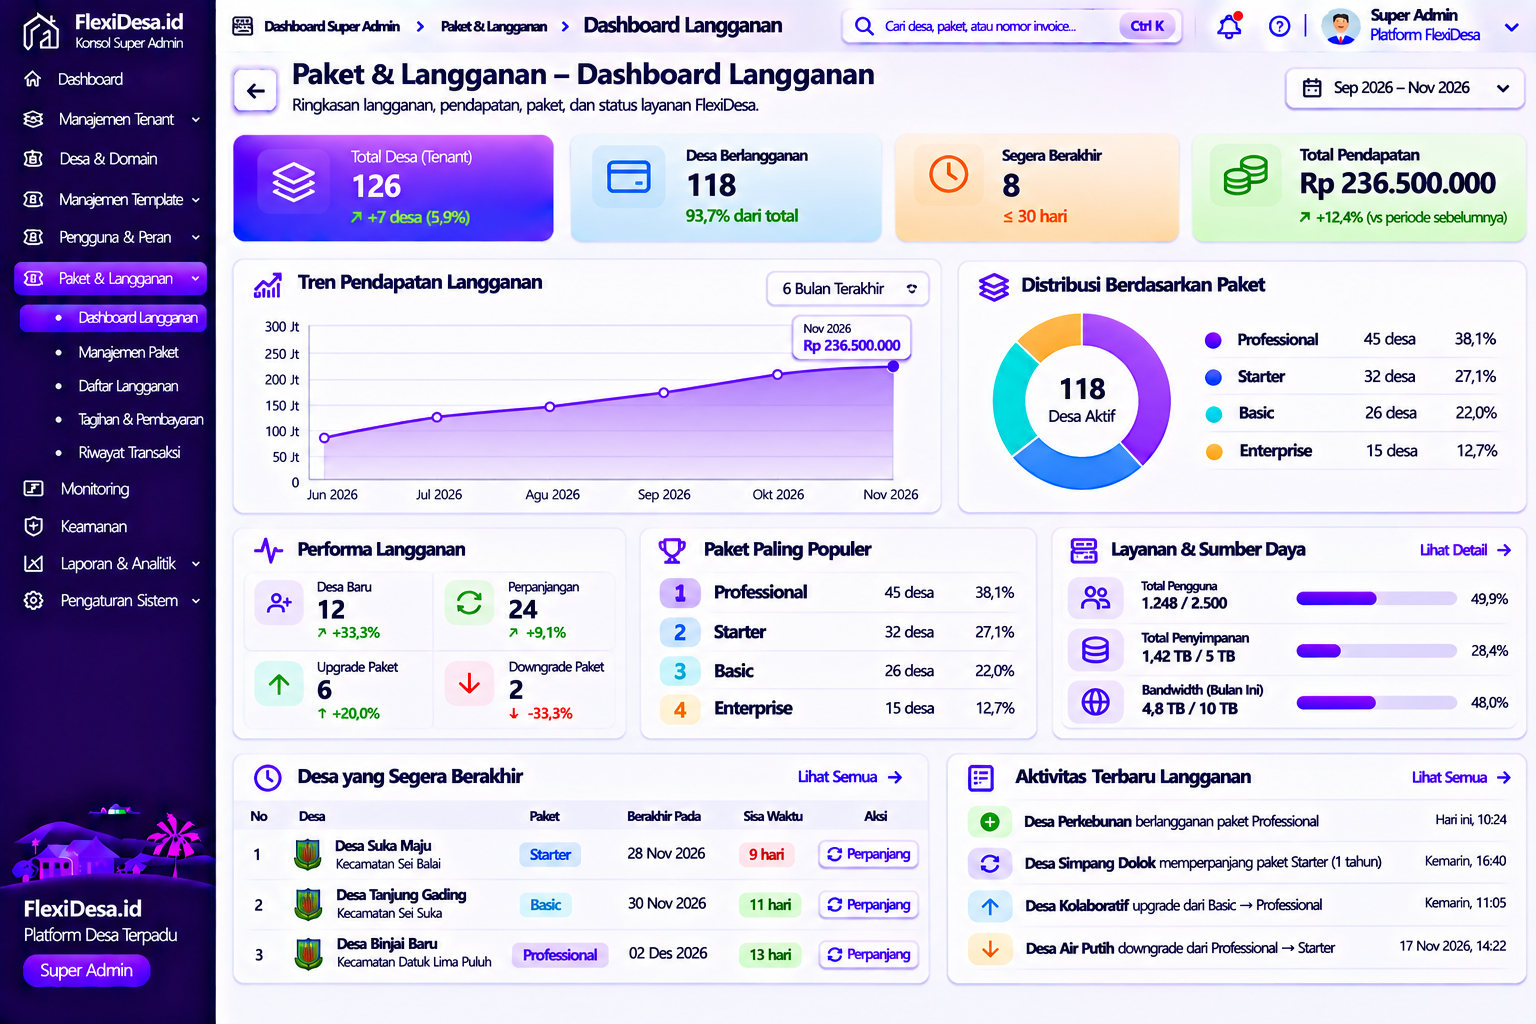 FlexiDesa.id
Konsol Super Admin
Dashboard
Manajemen Tenant
Desa & Domain
Manajemen Template
Pengguna & Peran
Paket & Langganan
Dashboard Langganan
Manajemen Paket
Daftar Langganan
Tagihan & Pembayaran
Riwayat Transaksi
Monitoring
Keamanan
Laporan & Analitik
Pengaturan Sistem
FlexiDesa.id
Platform Desa Terpadu
Super Admin
Dashboard Super Admin > Paket & Langganan > Dashboard Langganan
Cari desa, paket, atau nomor invoice... Ctrl K
Super Admin
Platform FlexiDesa
Paket & Langganan – Dashboard Langganan
Ringkasan langganan, pendapatan, paket, dan status layanan FlexiDesa.
Sep 2026 – Nov 2026
Total Desa (Tenant)
126
↗ +7 desa (5,9%)
Desa Berlangganan
118
93,7% dari total
Segera Berakhir
8
≤ 30 hari
Total Pendapatan
Rp 236.500.000
↗ +12,4% (vs periode sebelumnya)
Tren Pendapatan Langganan
6 Bulan Terakhir
300 Jt
250 Jt
200 Jt
150 Jt
100 Jt
50 Jt
0
Nov 2026
Rp 236.500.000
Jun 2026 Jul 2026 Agu 2026 Sep 2026 Okt 2026 Nov 2026
Distribusi Berdasarkan Paket
118
Desa Aktif
Professional 45 desa 38,1%
Starter 32 desa 27,1%
Basic 26 desa 22,0%
Enterprise 15 desa 12,7%
Performa Langganan
Desa Baru
12
↗ +33,3%
Perpanjangan
24
↗ +9,1%
Upgrade Paket
6
↑ +20,0%
Downgrade Paket
2
↓ -33,3%
Paket Paling Populer
1 Professional 45 desa 38,1%
2 Starter 32 desa 27,1%
3 Basic 26 desa 22,0%
4 Enterprise 15 desa 12,7%
Layanan & Sumber Daya
Lihat Detail →
Total Pengguna
1.248 / 2.500
49,9%
Total Penyimpanan
1,42 TB / 5 TB
28,4%
Bandwidth (Bulan Ini)
4,8 TB / 10 TB
48,0%
Desa yang Segera Berakhir
Lihat Semua →
No Desa Paket Berakhir Pada Sisa Waktu Aksi
1 Desa Suka Maju Starter 28 Nov 2026 9 hari Perpanjang
Kecamatan Sei Balai
2 Desa Tanjung Gading Basic 30 Nov 2026 11 hari Perpanjang
Kecamatan Sei Suka
3 Desa Binjai Baru Professional 02 Des 2026 13 hari Perpanjang
Kecamatan Datuk Lima Puluh
Aktivitas Terbaru Langganan
Lihat Semua →
Desa Perkebunan berlangganan paket Professional Hari ini, 10:24
Desa Simpang Dolok memperpanjang paket Starter (1 tahun) Kemarin, 16:40
Desa Kolaboratif upgrade dari Basic → Professional Kemarin, 11:05
Desa Air Putih downgrade dari Professional → Starter 17 Nov 2026, 14:22